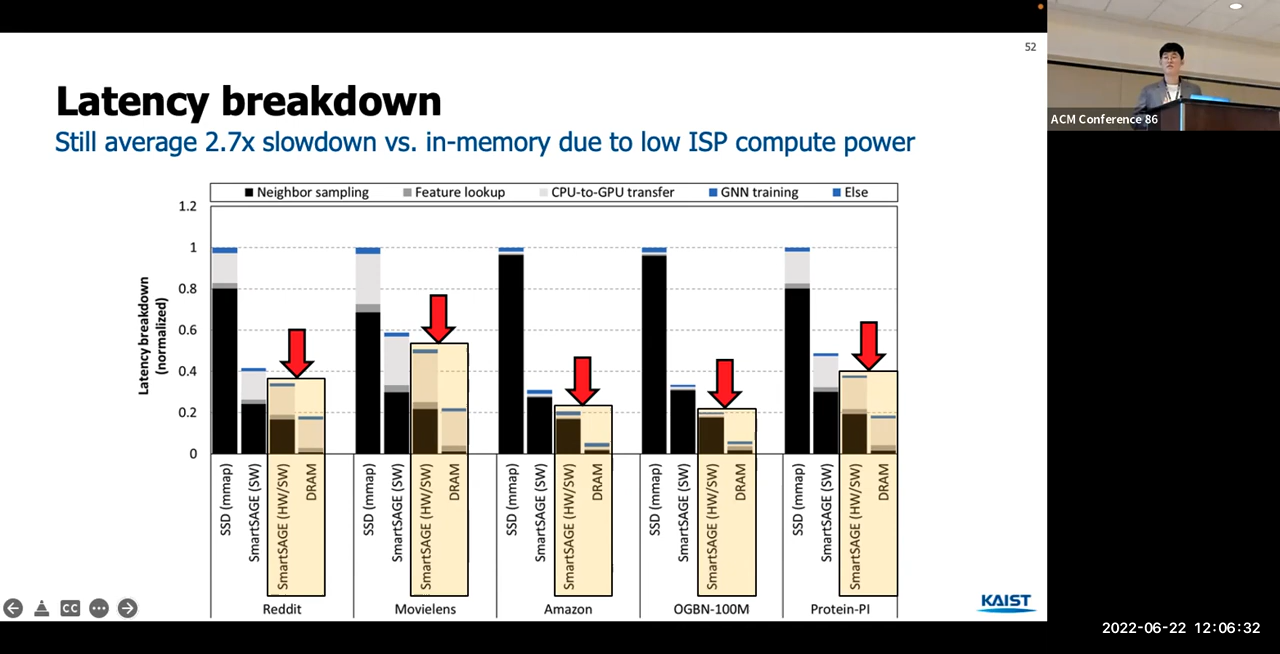 52
Latency breakdown
Still average 2.7x slowdown vs. in-memory due to low ISP compute power
Neighbor sampling Feature lookup CPU-to-GPU transfer GNN training Else
Latency breakdown
(normalized)
1.2
1
0.8
0.6
0.4
0.2
0
SSD (mmap) SmartSAGE (SW) SmartSAGE (HW/SW) DRAM
SSD (mmap) SmartSAGE (SW) SmartSAGE (HW/SW) DRAM
SSD (mmap) SmartSAGE (SW) SmartSAGE (HW/SW) DRAM
SSD (mmap) SmartSAGE (SW) SmartSAGE (HW/SW) DRAM
SSD (mmap) SmartSAGE (SW) SmartSAGE (HW/SW) DRAM
Reddit Movielens Amazon OGBN-100M Protein-PI
CC
KAIST
ACM Conference 86
2022-06-22 12:06:32